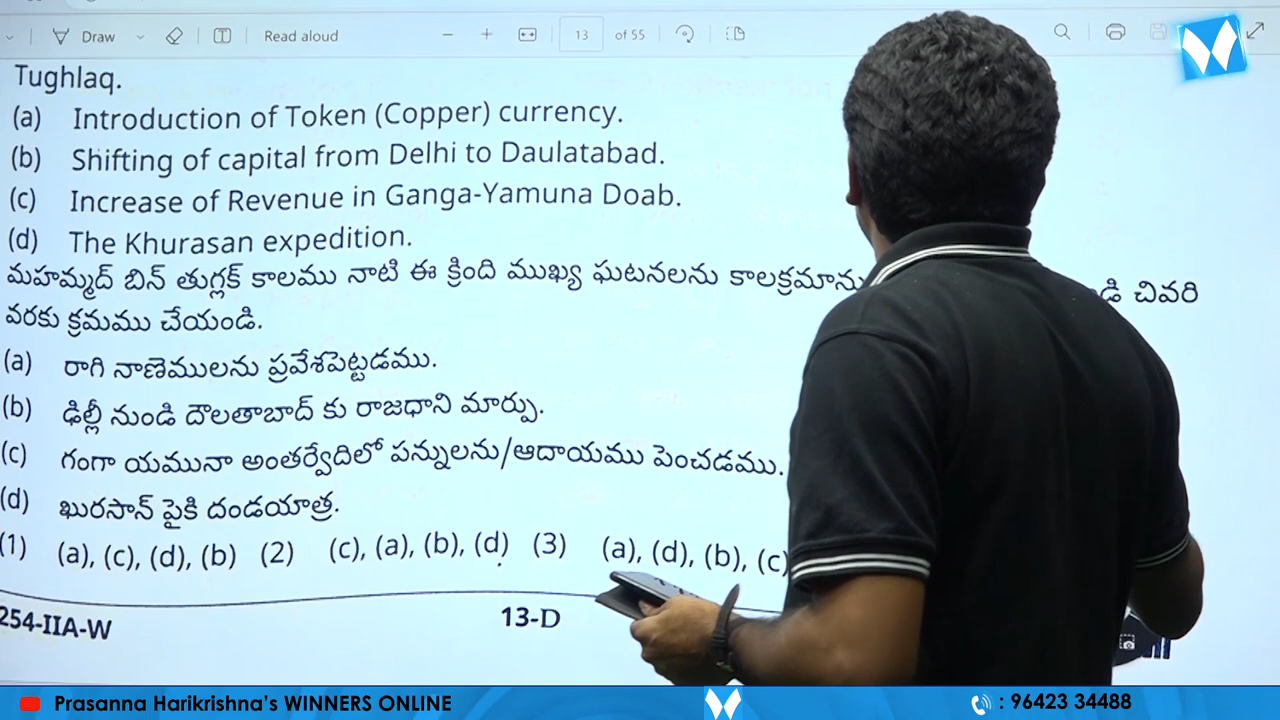 Draw Read aloud 13 of 55
Tughlaq.
(a) Introduction of Token (Copper) currency.
(b) Shifting of capital from Delhi to Daulatabad.
(c) Increase of Revenue in Ganga-Yamuna Doab.
(d) The Khurasan expedition.
మహమ్మద్ బిన్ తుగ్లక్ కాలము నాటి ఈ క్రింది ముఖ్య ఘటనలను చివరి
వరకు క్రమము చేయండి.
(a) రాగి నాణెములను ప్రవేశపెట్టడము.
(b) ఢిల్లీ నుండి దౌలతాబాద్ కు రాజధాని మార్పు.
(c) గంగా యమునా అంతర్వేదిలో పన్నులను/ఆదాయము పెంచడము.
(d) ఖురసాన్ పైకి దండయాత్ర.
(1) (a), (c), (d), (b) (2) (c), (a), (b), (d) (3) (a), (d), (b), (c)
254-IIA-W 13-D
Prasanna Harikrishna's WINNERS ONLINE : 96423 34488